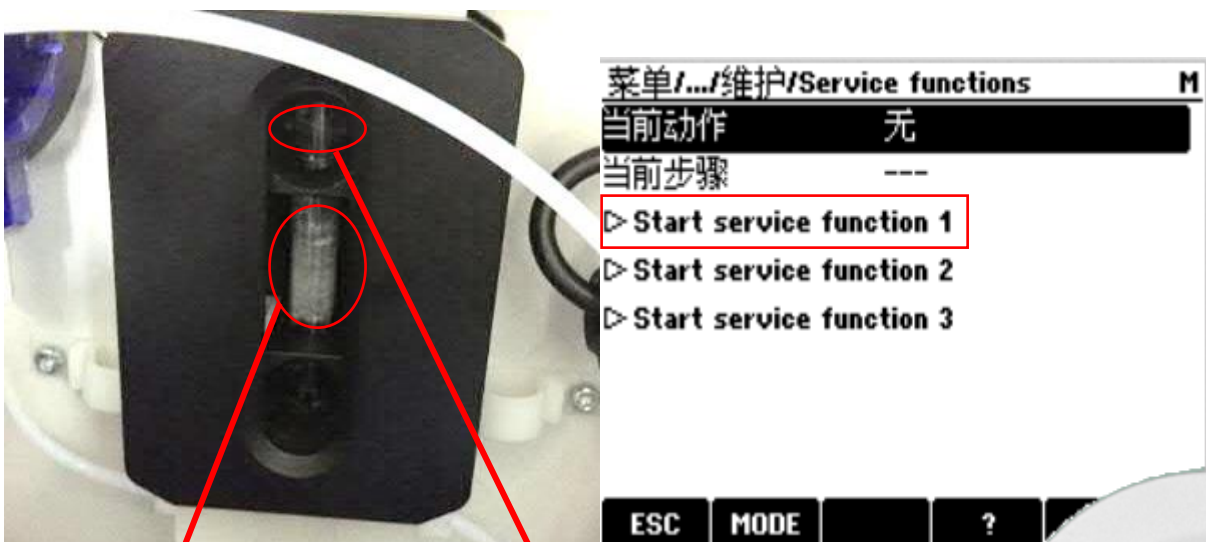 菜单/.../维护/Service functions M
当前动作 无
当前步骤 ---
▷ Start service function 1
▷ Start service function 2
▷ Start service function 3
ESC MODE ?